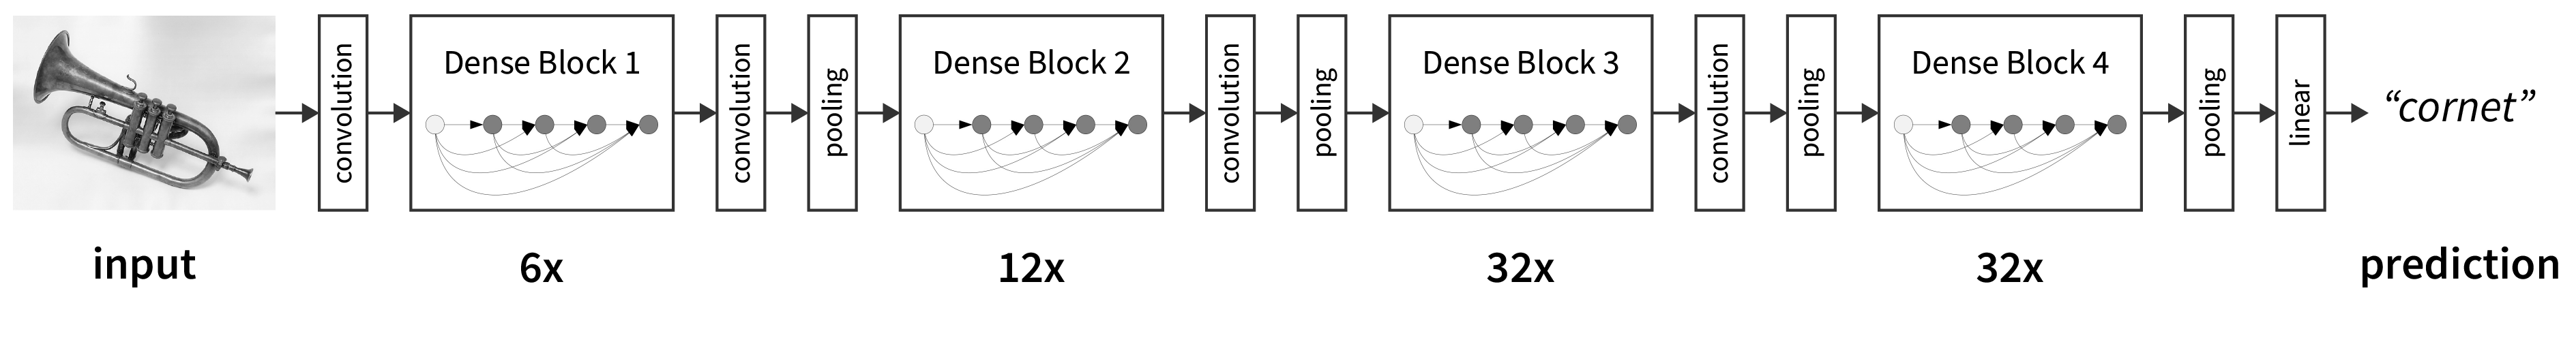 convolution
Dense Block 1
convolution
pooling
Dense Block 2
convolution
pooling
Dense Block 3
convolution
pooling
Dense Block 4
pooling
linear
“cornet”
input
6x
12x
32x
32x
prediction